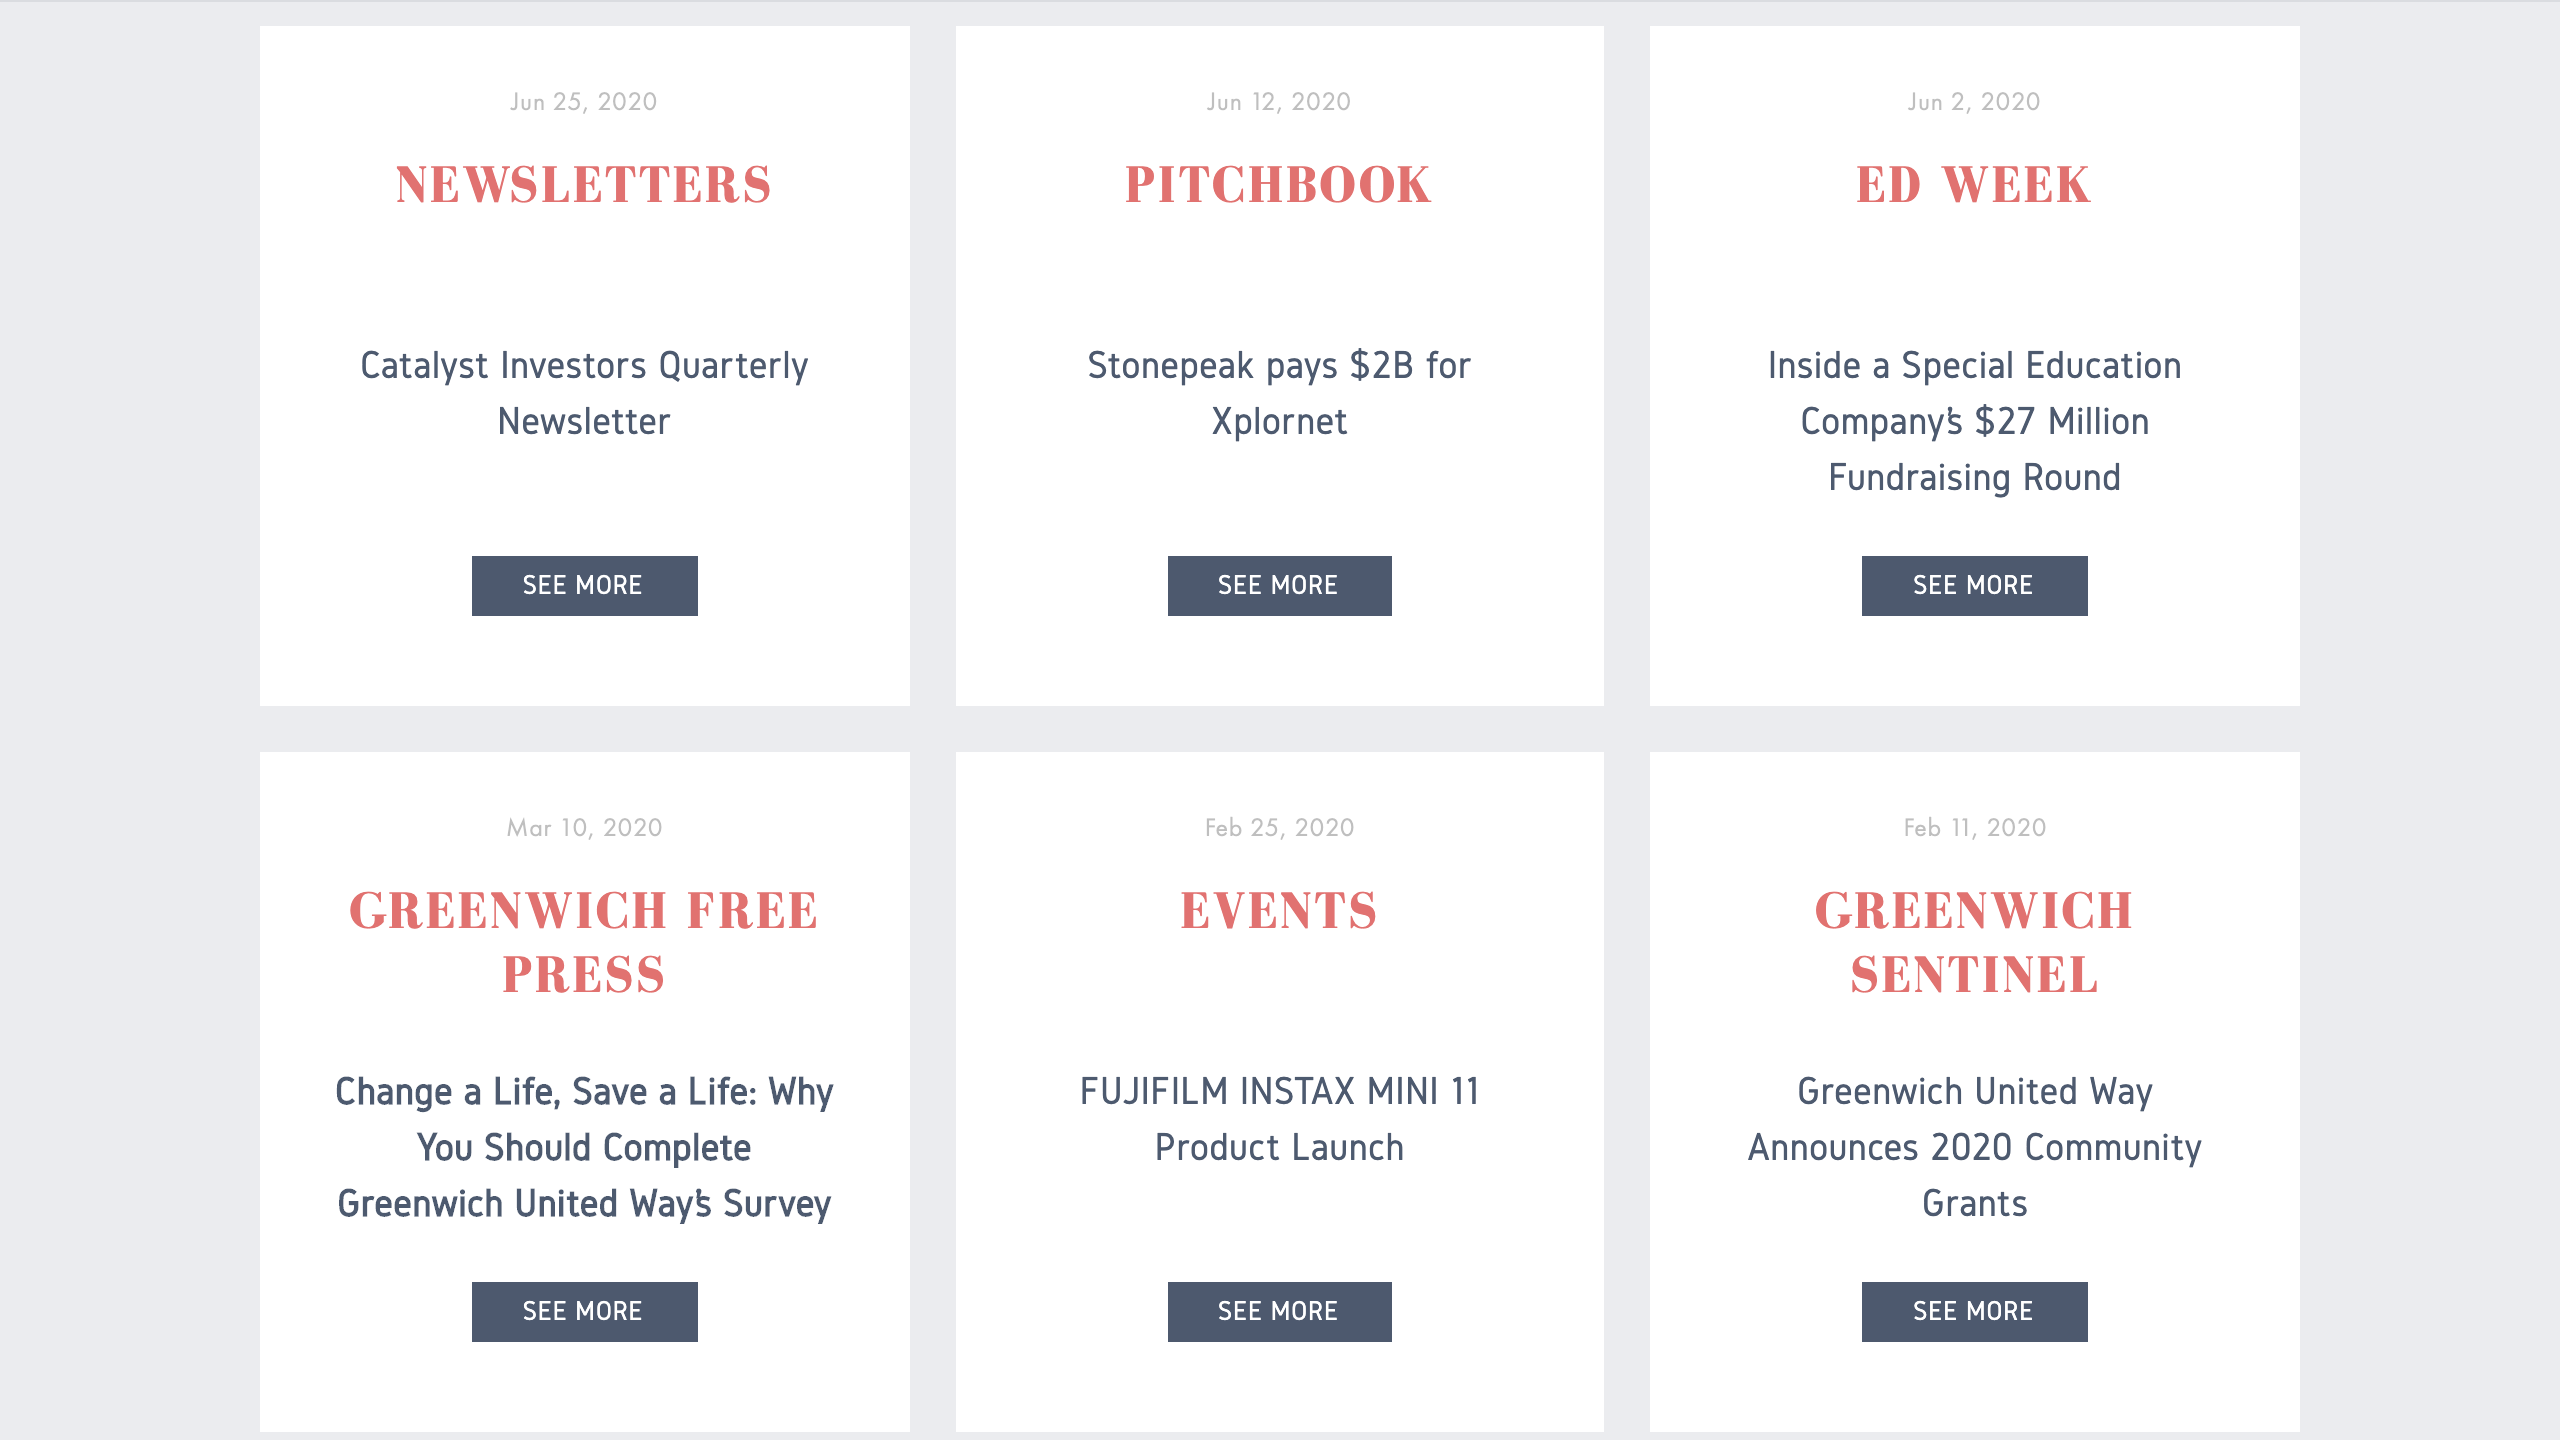 Jun 25, 2020
NEWSLETTERS
Catalyst Investors Quarterly
Newsletter
SEE MORE
Jun 12, 2020
PITCHBOOK
Stonepeak pays $2B for
Xplornet
SEE MORE
Jun 2, 2020
ED WEEK
Inside a Special Education
Company's $27 Million
Fundraising Round
SEE MORE
Mar 10, 2020
GREENWICH FREE
PRESS
Change a Life, Save a Life: Why
You Should Complete
Greenwich United Way's Survey
SEE MORE
Feb 25, 2020
EVENTS
FUJIFILM INSTAX MINI 11
Product Launch
SEE MORE
Feb 11, 2020
GREENWICH
SENTINEL
Greenwich United Way
Announces 2020 Community
Grants
SEE MORE